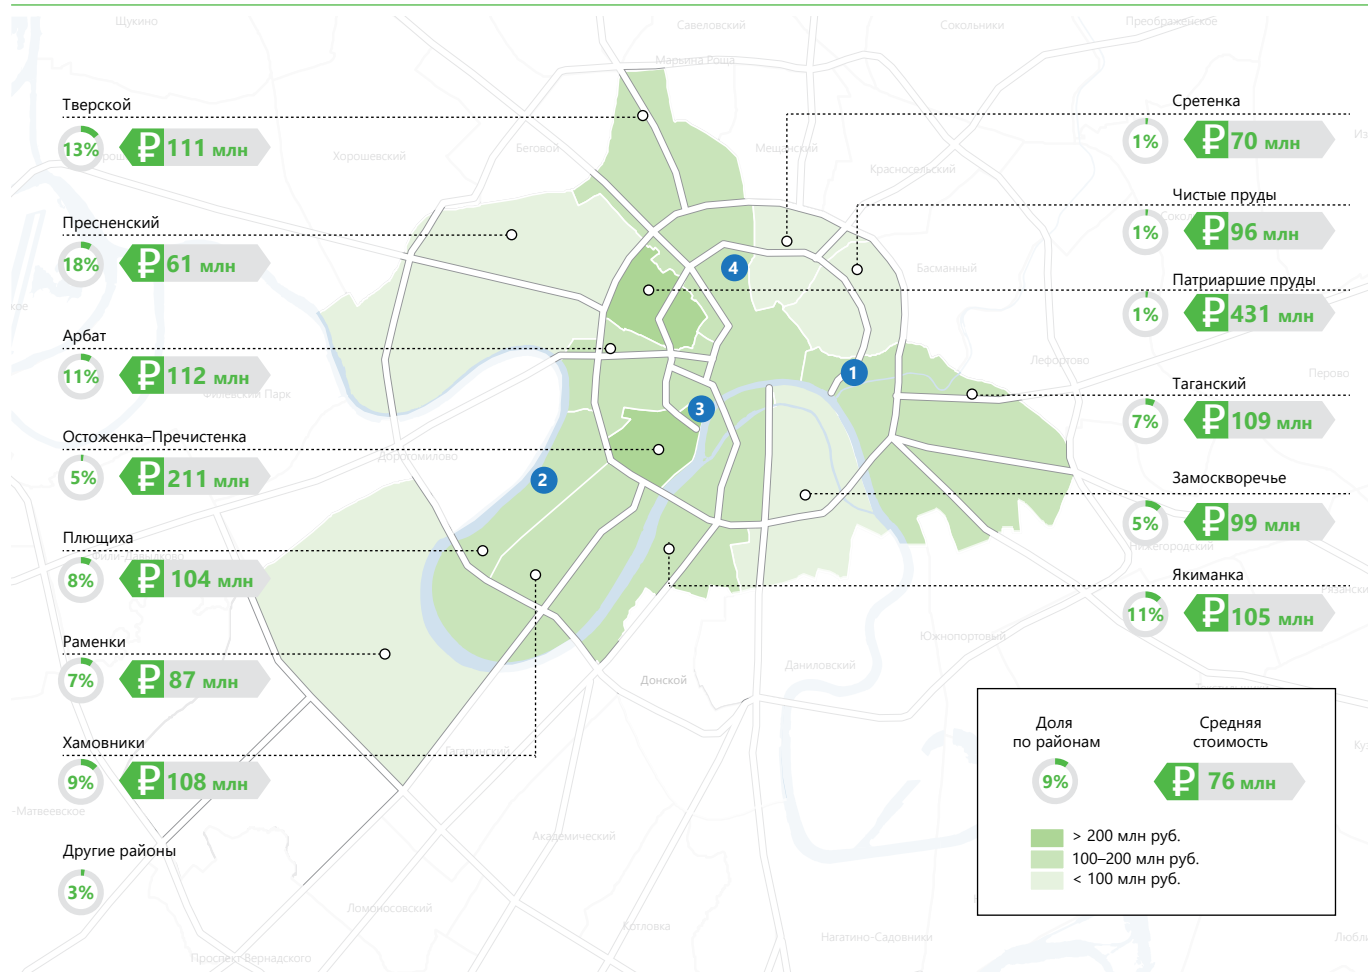 Щукино
Савеловский
Сокольники
Преображенское
Марьина Роща
Тверской
13%
₽ 111 млн
Хорошевский
Беговой
Мещанский
Красносельский
Сретенка
1%
₽ 70 млн
Пресненский
18%
₽ 61 млн
Чистые пруды
1%
₽ 96 млн
Басманный
4
Патриаршие пруды
1%
₽ 431 млн
Арбат
11%
₽ 112 млн
Филевский Парк
Лефортово
Перово
1
Таганский
7%
₽ 109 млн
3
Остоженка–Пречистенка
5%
₽ 211 млн
Дорогомилово
2
Замоскворечье
5%
₽ 99 млн
Нижегородский
Плющиха
8%
₽ 104 млн
Якиманка
11%
₽ 105 млн
Раменки
7%
₽ 87 млн
Южнопортовый
Даниловский
Донской
Хамовники
9%
₽ 108 млн
Гагаринский
-Матвеевское
Академический
Другие районы
3%
Ломоносовский
Котловка
Проспект Вернадского
Нагатино-Садовники
Доля
по районам
9%
Средняя
стоимость
₽ 76 млн
> 200 млн руб.
100–200 млн руб.
< 100 млн руб.